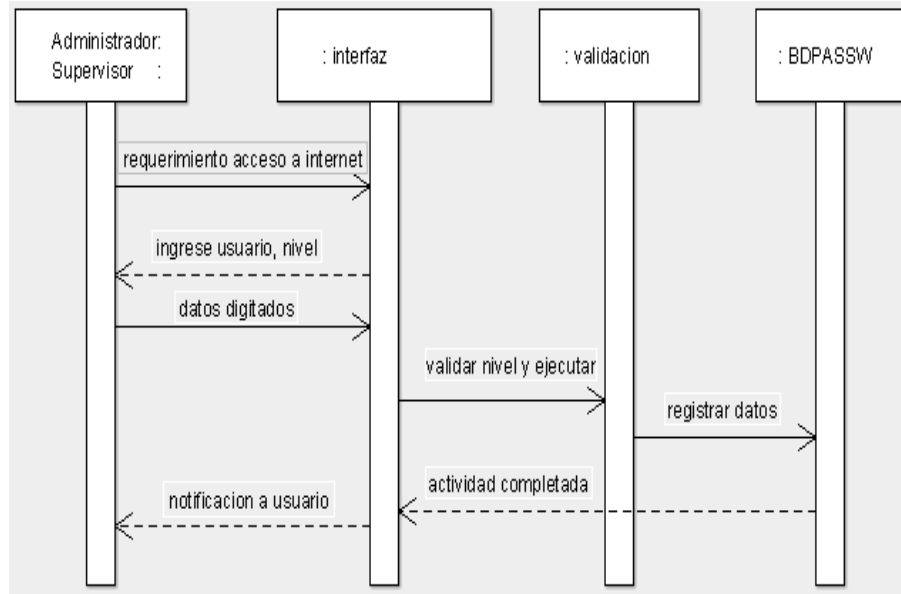 Administrador:
Supervisor :
: interfaz
: validacion
: BDPASSW
requerimiento acceso a internet
ingrese usuario, nivel
datos digitados
validar nivel y ejecutar
registrar datos
actividad completada
notificacion a usuario